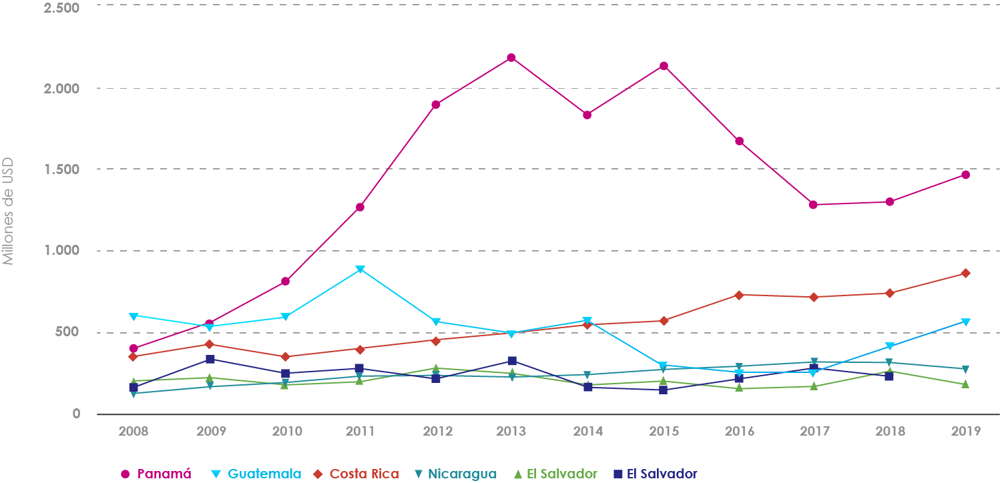 2.500
2.000
1.500
1.000
500
0
Millones de USD
2008 2009 2010 2011 2012 2013 2014 2015 2016 2017 2018 2019
Panamá Guatemala Costa Rica Nicaragua El Salvador El Salvador